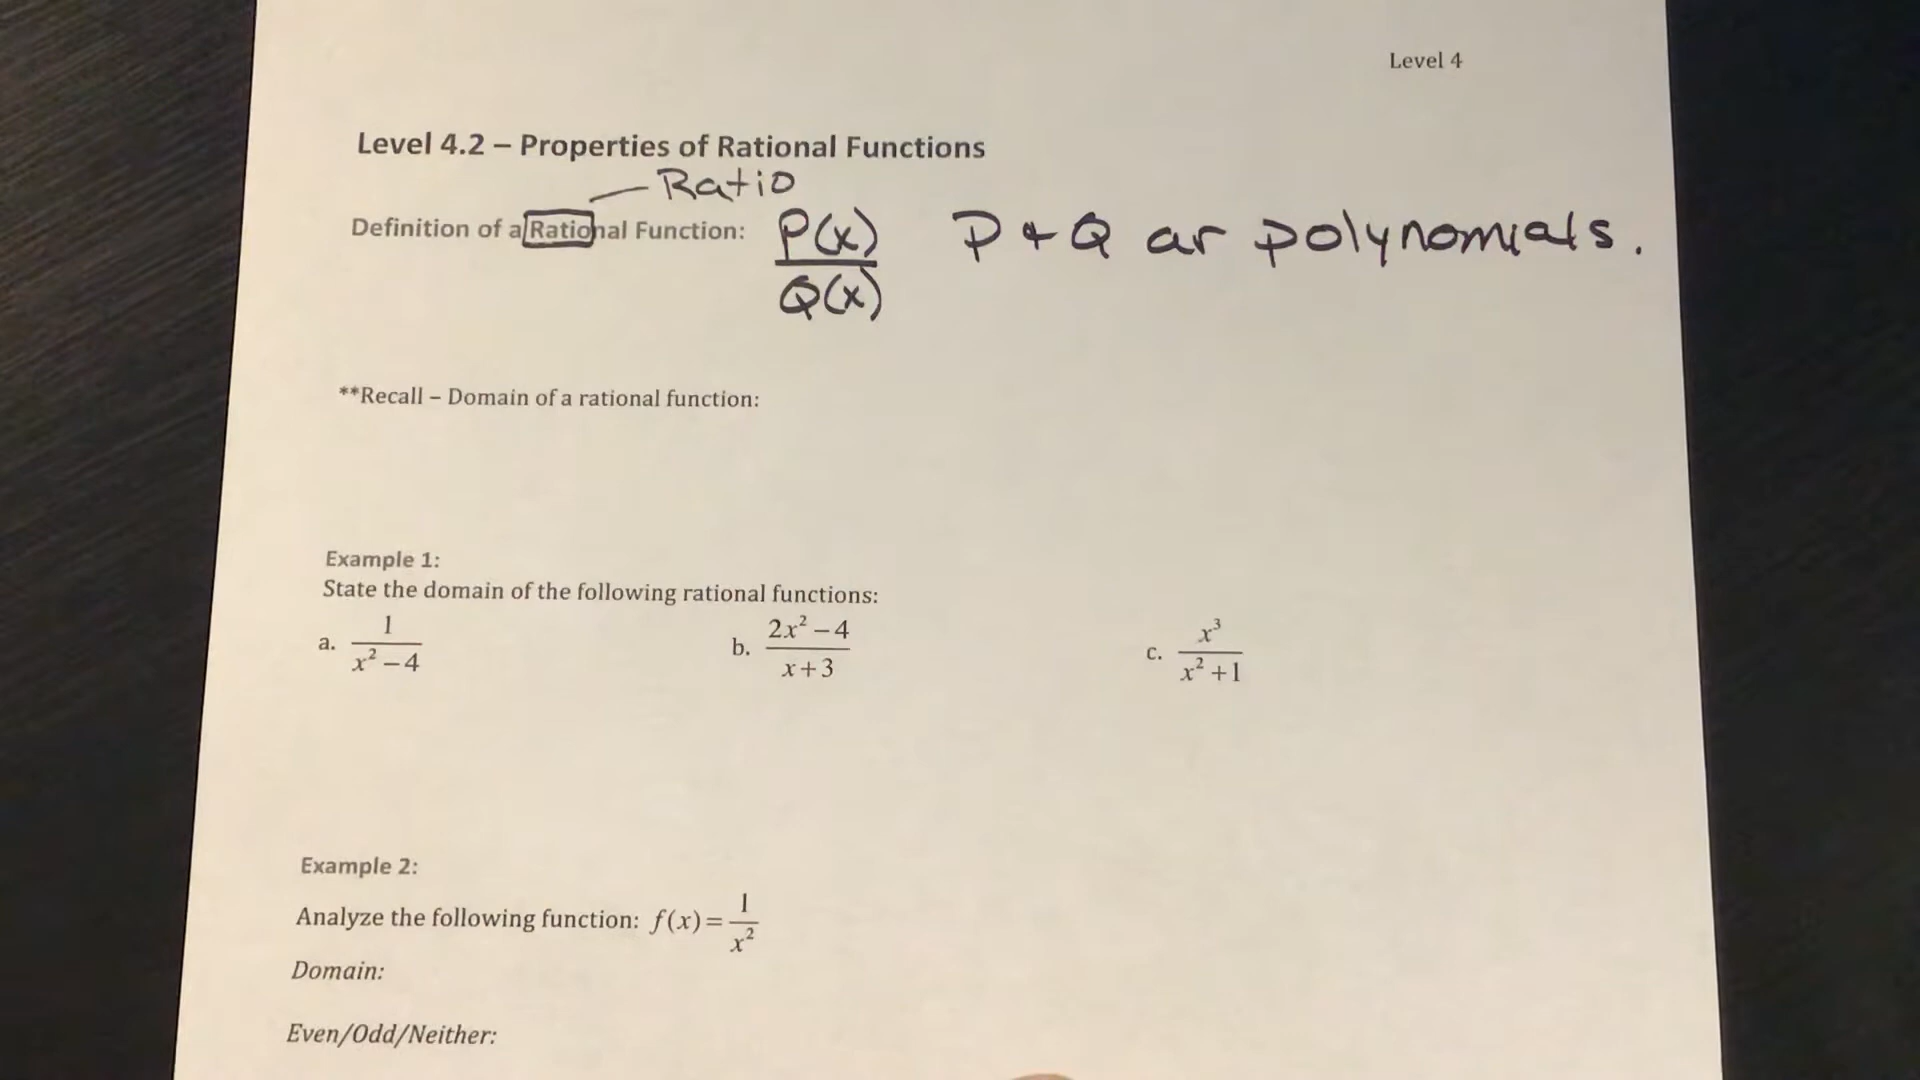 Level 4
Level 4.2 – Properties of Rational Functions
Ratio
Definition of a Rational Function: P(x)/Q(x) P + Q ar polynomials.
**Recall – Domain of a rational function:
Example 1:
State the domain of the following rational functions:
a. 1/(x² – 4) b. (2x² – 4)/(x+3) c. x³/(x² +1)
Example 2:
Analyze the following function: f(x) = 1/x²
Domain:
Even/Odd/Neither: